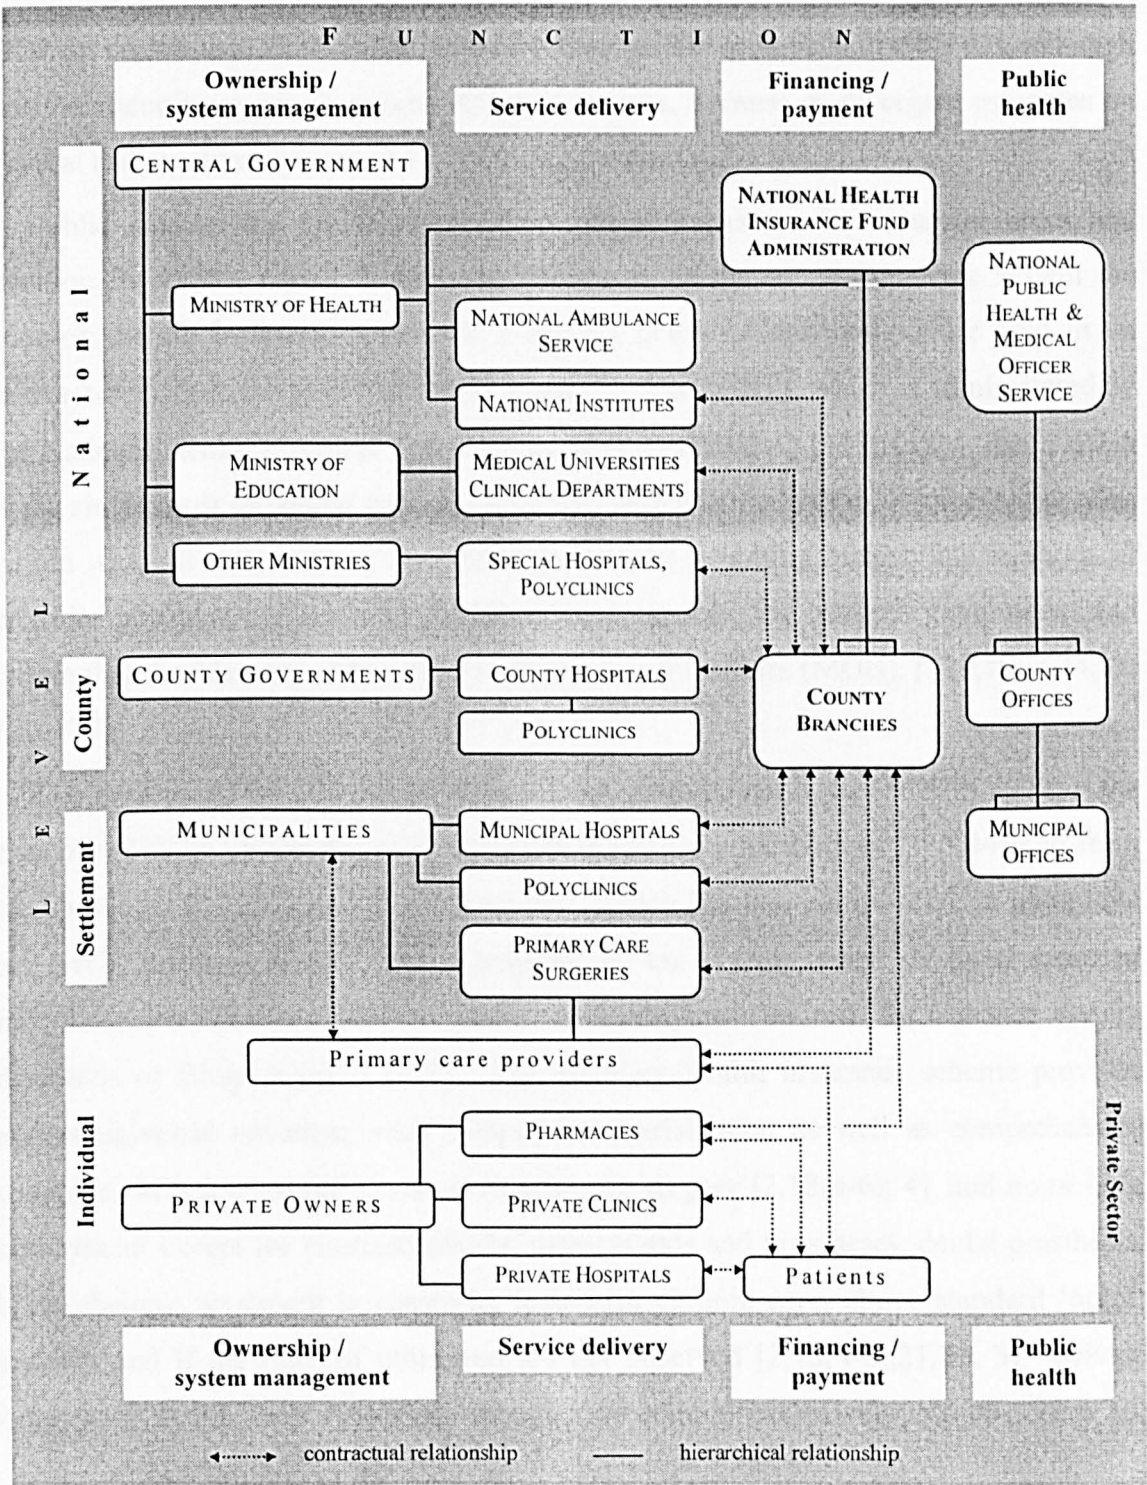 F U N C T I O N
Ownership /
system management
Service delivery
Financing /
payment
Public
health
CENTRAL GOVERNMENT
NATIONAL HEALTH
INSURANCE FUND
ADMINISTRATION
NATIONAL
PUBLIC
HEALTH &
MEDICAL
OFFICER
SERVICE
MINISTRY OF HEALTH
NATIONAL AMBULANCE
SERVICE
NATIONAL INSTITUTES
MINISTRY OF
EDUCATION
MEDICAL UNIVERSITIES
CLINICAL DEPARTMENTS
OTHER MINISTRIES
SPECIAL HOSPITALS,
POLYCLINICS
National
LEVEL
County
COUNTY GOVERNMENTS
COUNTY HOSPITALS
POLYCLINICS
COUNTY
BRANCHES
COUNTY
OFFICES
Settlement
MUNICIPALITIES
MUNICIPAL HOSPITALS
POLYCLINICS
PRIMARY CARE
SURGERIES
MUNICIPAL
OFFICES
Individual
Primary care providers
PHARMACIES
PRIVATE OWNERS
PRIVATE CLINICS
PRIVATE HOSPITALS
Patients
Private Sector
Ownership /
system management
Service delivery
Financing /
payment
Public
health
contractual relationship
hierarchical relationship